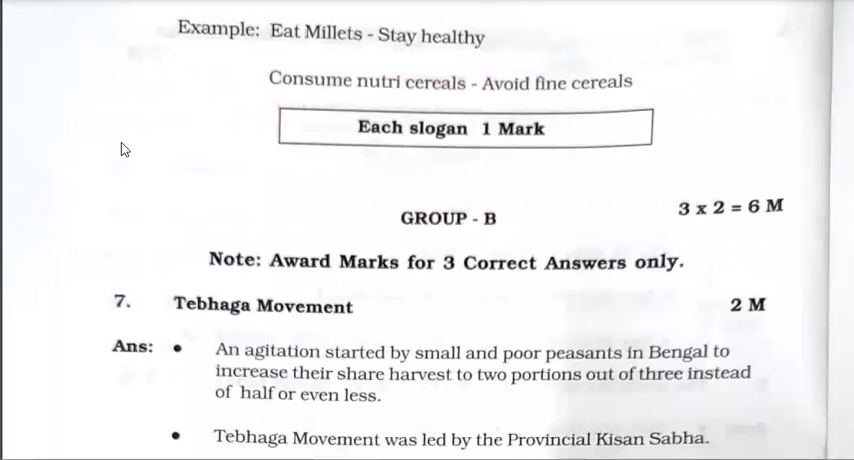 Example: Eat Millets - Stay healthy
Consume nutri cereals - Avoid fine cereals
Each slogan 1 Mark
3 x 2 = 6 M
GROUP - B
Note: Award Marks for 3 Correct Answers only.
7. Tebhaga Movement 2 M
Ans: • An agitation started by small and poor peasants in Bengal to
increase their share harvest to two portions out of three instead
of half or even less.
• Tebhaga Movement was led by the Provincial Kisan Sabha.